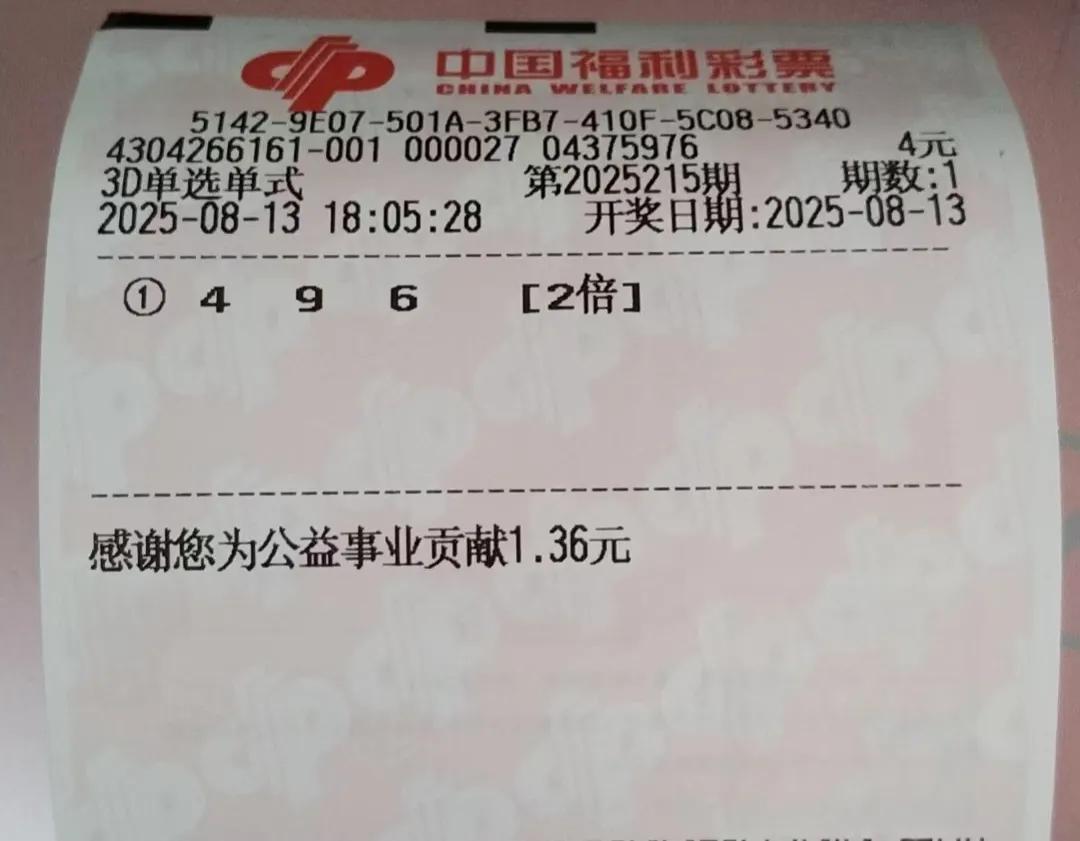 中国福利彩票
CHINA WELFARE LOTTERY
5142-9E07-501A-3FB7-410F-5C08-5340
4304266161-001 000027 04375976 4元
3D单选单式 第2025215期 期数:1
2025-08-13 18:05:28 开奖日期:2025-08-13
① 4 9 6 [2倍]
感谢您为公益事业贡献1.36元